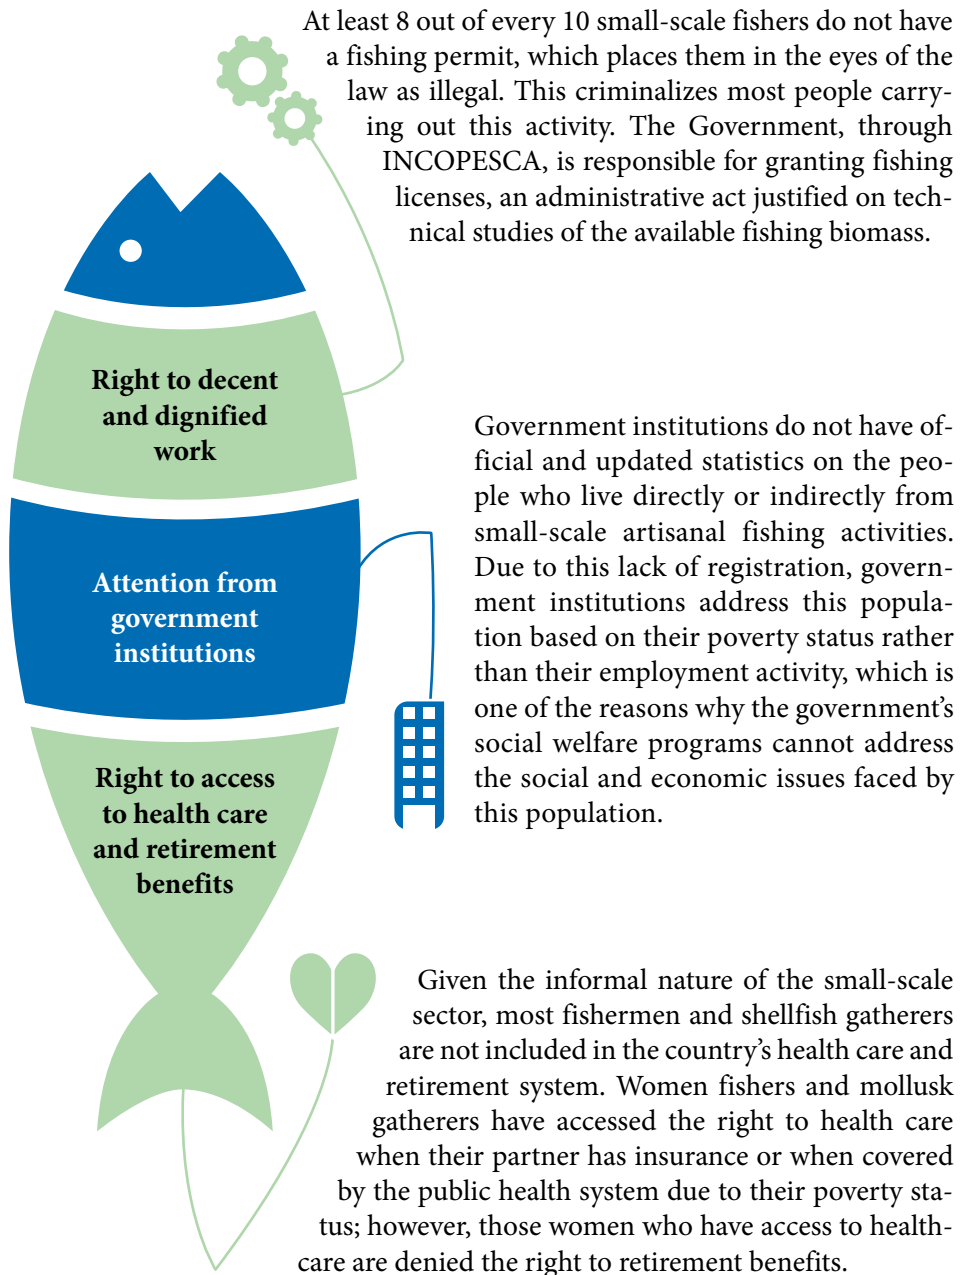 At least 8 out of every 10 small-scale fishers do not have
a fishing permit, which places them in the eyes of the
law as illegal. This criminalizes most people carry-
ing out this activity. The Government, through
INCOPESCA, is responsible for granting fishing
licenses, an administrative act justified on tech-
nical studies of the available fishing biomass.
Right to decent
and dignified
work
Government institutions do not have of-
ficial and updated statistics on the peo-
ple who live directly or indirectly from
small-scale artisanal fishing activities.
Due to this lack of registration, govern-
ment institutions address this popula-
tion based on their poverty status rather
than their employment activity, which is
one of the reasons why the government's
social welfare programs cannot address
the social and economic issues faced by
this population.
Attention from
government
institutions
Right to access
to health care
and retirement
benefits
Given the informal nature of the small-scale
sector, most fishermen and shellfish gatherers
are not included in the country's health care and
retirement system. Women fishers and mollusk
gatherers have accessed the right to health care
when their partner has insurance or when covered
by the public health system due to their poverty sta-
tus; however, those women who have access to health-
care are denied the right to retirement benefits.